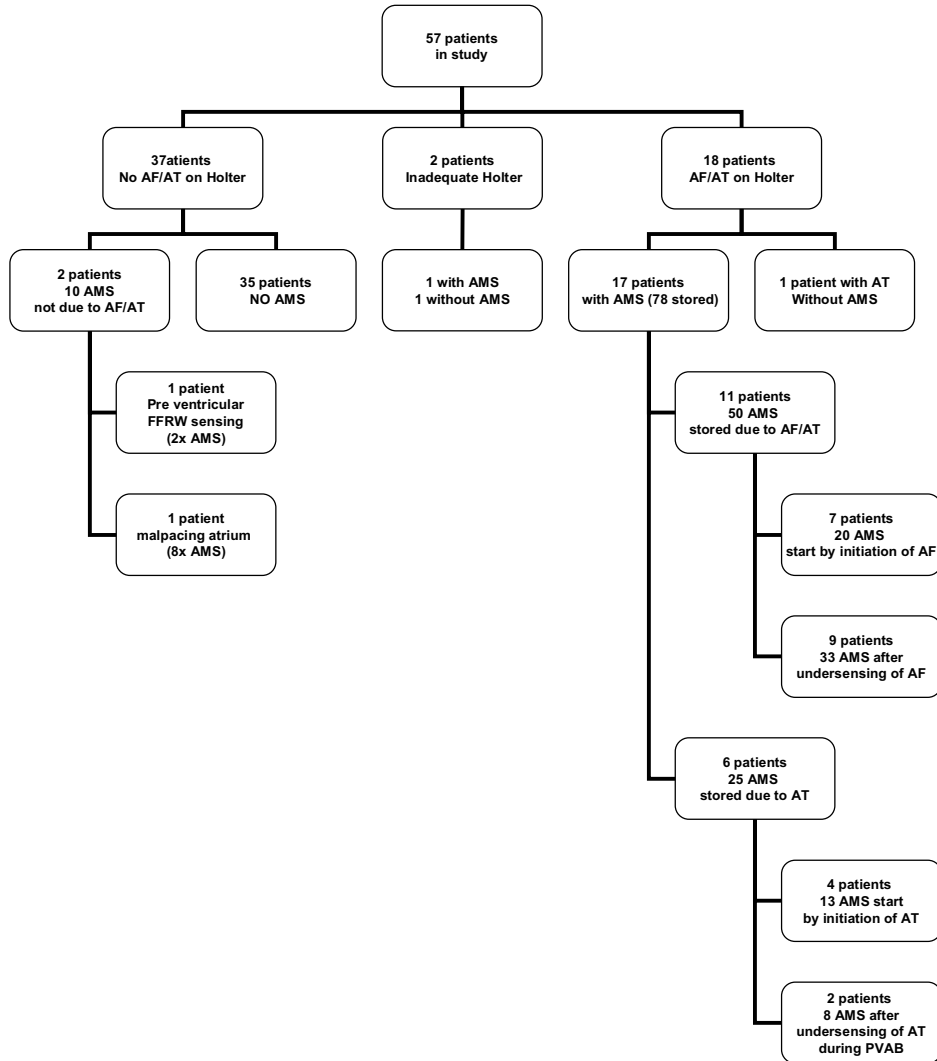 57 patients
in study
37atients
No AF/AT on Holter
2 patients
Inadequate Holter
18 patients
AF/AT on Holter
2 patients
10 AMS
not due to AF/AT
35 patients
NO AMS
1 with AMS
1 without AMS
17 patients
with AMS (78 stored)
1 patient with AT
Without AMS
1 patient
Pre ventricular
FFRW sensing
(2x AMS)
11 patients
50 AMS
stored due to AF/AT
1 patient
malpacing atrium
(8x AMS)
7 patients
20 AMS
start by initiation of AF
9 patients
33 AMS after
undersensing of AF
6 patients
25 AMS
stored due to AT
4 patients
13 AMS start
by initiation of AT
2 patients
8 AMS after
undersensing of AT
during PVAB